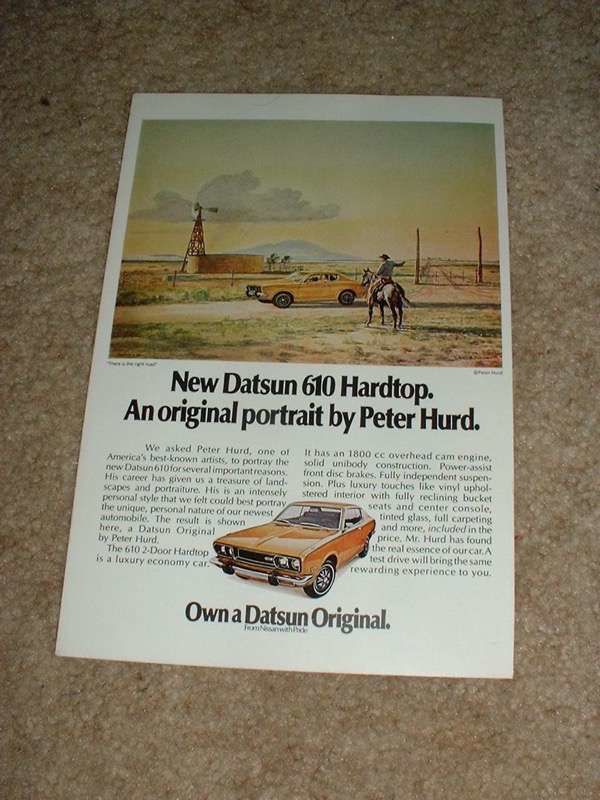 "There is the right road"
©Peter Hurd
New Datsun 610 Hardtop.
An original portrait by Peter Hurd.
We asked Peter Hurd, one of
America's best-known artists, to portray the
new Datsun 610 for several important reasons.
His career has given us a treasure of land-
scapes and portraiture. His is an intensely
personal style that we felt could best portray
the unique, personal nature of our newest
automobile. The result is shown
here, a Datsun Original
by Peter Hurd.
The 610 2-Door Hardtop
is a luxury economy car.
It has an 1800 cc overhead cam engine,
solid unibody construction. Power-assist
front disc brakes. Fully independent suspen-
sion. Plus luxury touches like vinyl uphol-
stered interior with fully reclining bucket
seats and center console,
tinted glass, full carpeting
and more, included in the
price. Mr. Hurd has found
the real essence of our car. A
test drive will bring the same
rewarding experience to you.
Own a Datsun Original.
From Nissan with Pride